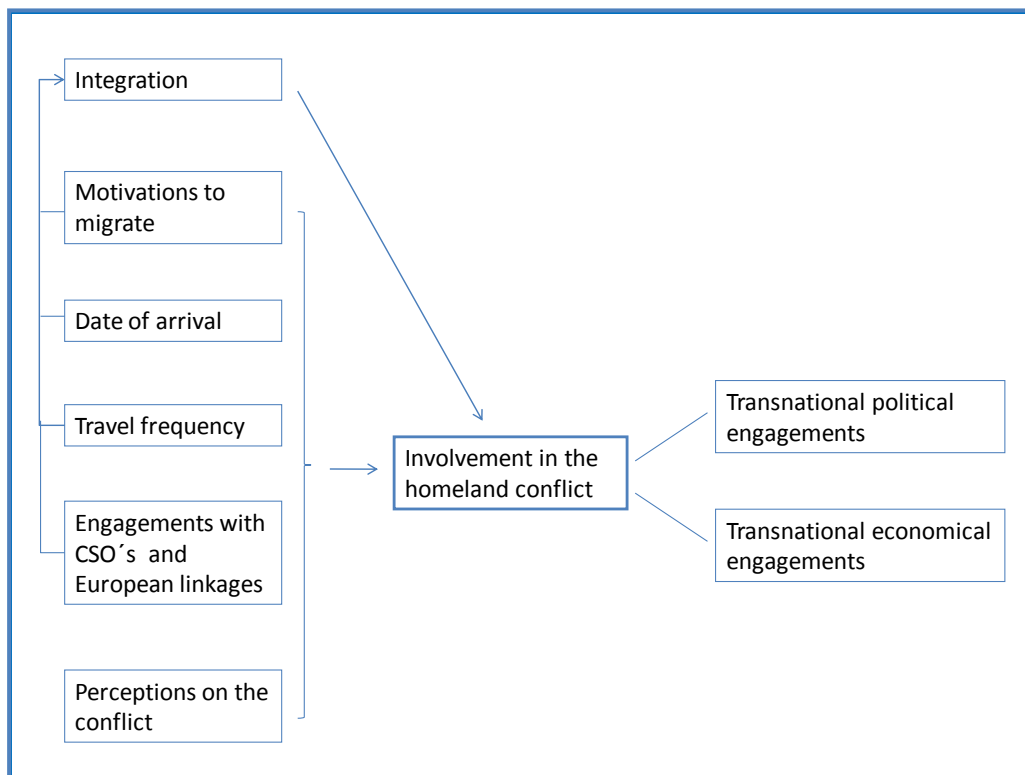 Integration
Motivations to
migrate
Date of arrival
Travel frequency
Engagements with
CSO´s and
European linkages
Perceptions on the
conflict
Involvement in the
homeland conflict
Transnational political
engagements
Transnational economical
engagements